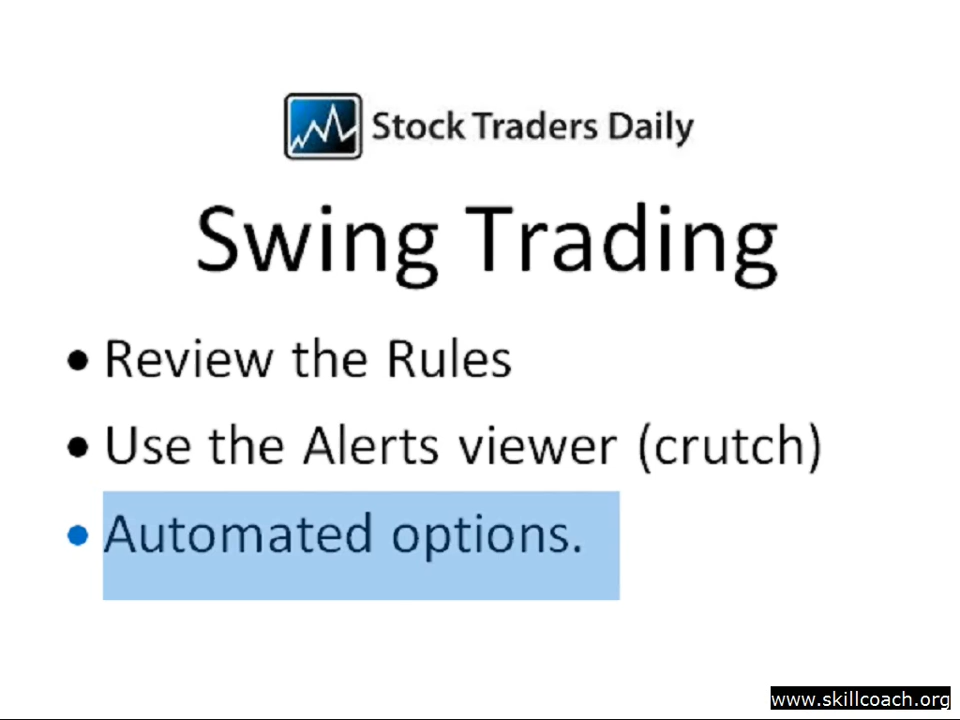 Stock Traders Daily
Swing Trading
• Review the Rules
• Use the Alerts viewer (crutch)
• Automated options.
www.skillcoach.org